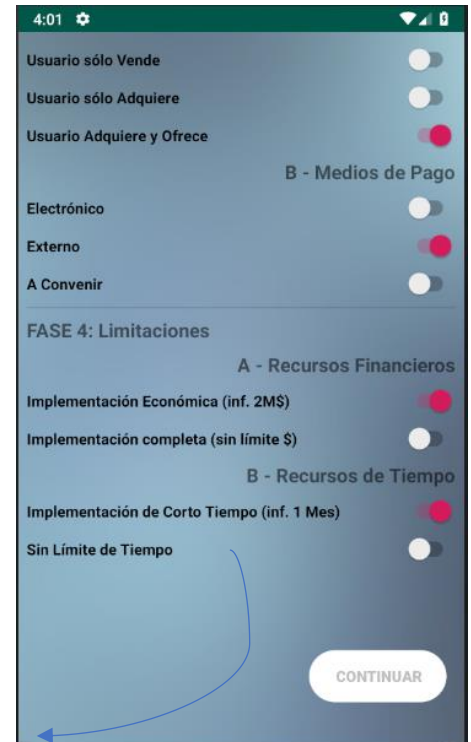 4:01
Usuario sólo Vende
Usuario sólo Adquiere
Usuario Adquiere y Ofrece
B - Medios de Pago
Electrónico
Externo
A Convenir
FASE 4: Limitaciones
A - Recursos Financieros
Implementación Económica (inf. 2M$)
Implementación completa (sin límite $)
B - Recursos de Tiempo
Implementación de Corto Tiempo (inf. 1 Mes)
Sin Límite de Tiempo
CONTINUAR